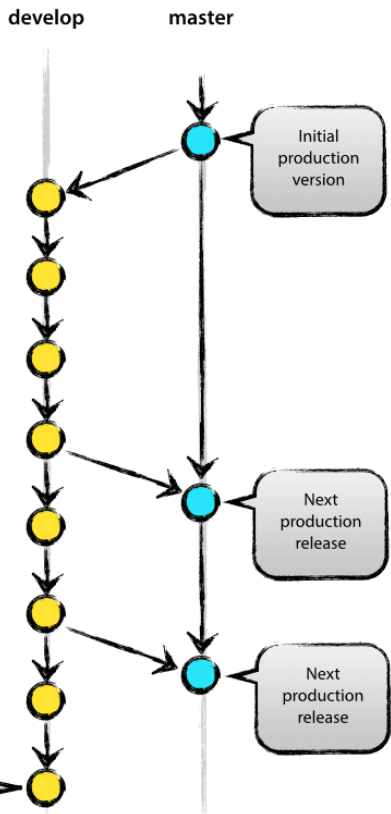 develop
master
Initial
production
version
Next
production
release
Next
production
release